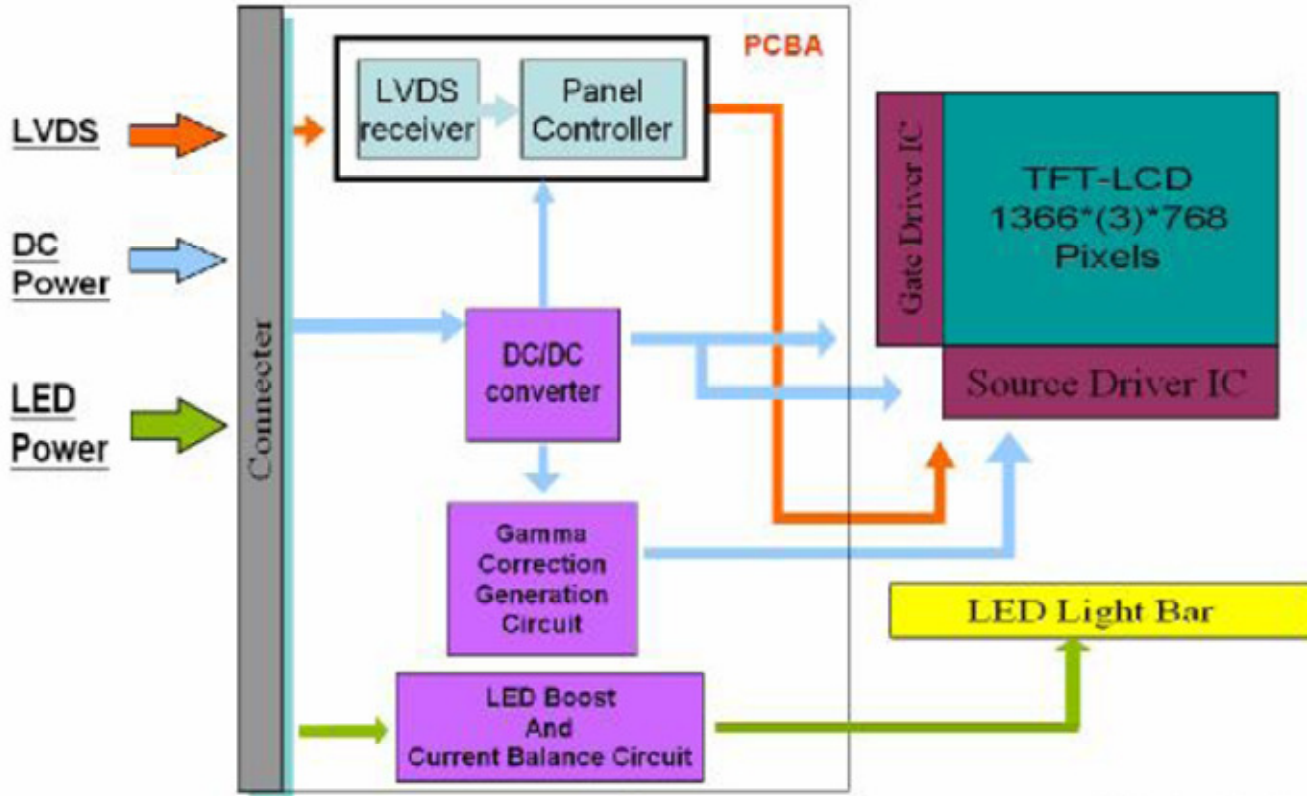 PCBA
LVDS
receiver
Panel
Controller
LVDS
DC
Power
LED
Power
Connecter
DC/DC
converter
Gamma
Correction
Generation
Circuit
LED Boost
And
Current Balance Circuit
Gate Driver IC
TFT-LCD
1366*(3)*768
Pixels
Source Driver IC
LED Light Bar